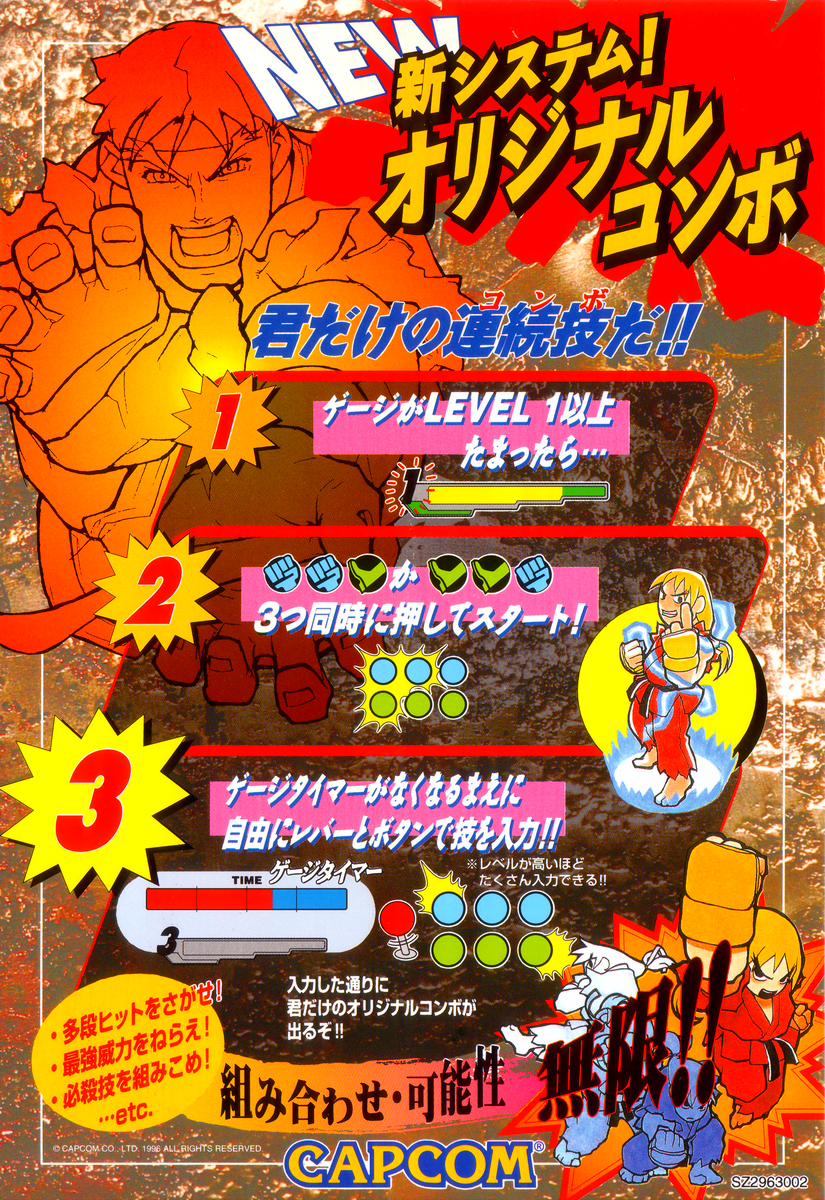 NEW
新システム!
オリジナル
コンボ
コンボ
君だけの連続技だ!!
1
ゲージがLEVEL 1以上
たまったら…
1
2
か
3つ同時に押してスタート!
3
ゲージタイマーがなくなるまえに
自由にレバーとボタンで技を入力!!
※レベルが高いほど
たくさん入力できる!!
TIME ゲージタイマー
3
入力した通りに
君だけのオリジナルコンボが
出るぞ!!
・多段ヒットをさがせ!
・最強威力をねらえ!
・必殺技を組みこめ!
…etc.
組み合わせ・可能性 無限!!
© CAPCOM CO., LTD. 1996 ALL RIGHTS RESERVED.
CAPCOM®
SZ2963002